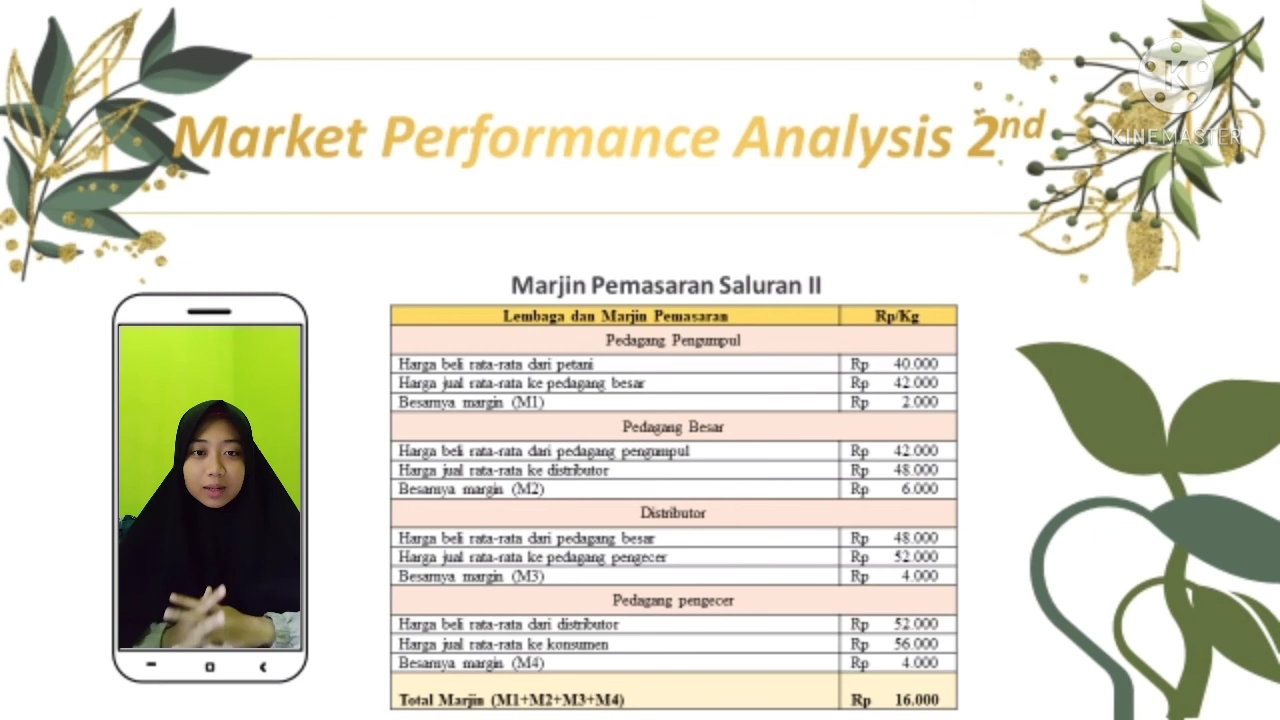 Market Performance Analysis 2nd
KINEMASTER
Marjin Pemasaran Saluran II
Lembaga dan Marjin Pemasaran Rp/Kg
Pedagang Pengumpul
Harga beli rata-rata dari petani Rp 40.000
Harga jual rata-rata ke pedagang besar Rp 42.000
Besarnya margin (M1) Rp 2.000
Pedagang Besar
Harga beli rata-rata dari pedagang pengumpul Rp 42.000
Harga jual rata-rata ke distributor Rp 48.000
Besarnya margin (M2) Rp 6.000
Distributor
Harga beli rata-rata dari pedagang besar Rp 48.000
Harga jual rata-rata ke pedagang pengecer Rp 52.000
Besarnya margin (M3) Rp 4.000
Pedagang pengecer
Harga beli rata-rata dari distributor Rp 52.000
Harga jual rata-rata ke konsumen Rp 56.000
Besarnya margin (M4) Rp 4.000
Total Marjin (M1+M2+M3+M4) Rp 16.000